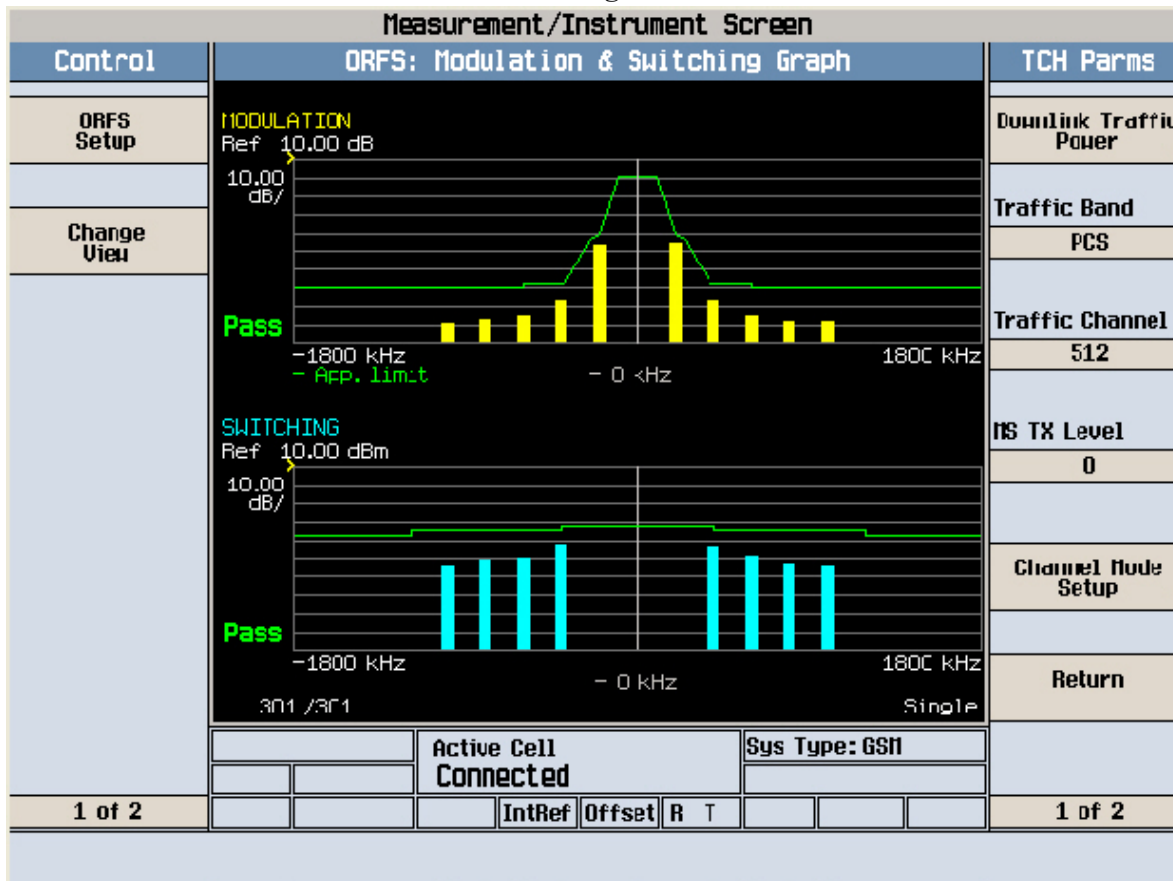 Measurement/Instrument Screen
Control
ORFS: Modulation & Switching Graph
TCH Parms
ORFS
Setup
Change
View
1 of 2
MODULATION
Ref 10.00 dB
10.00
dB/
Pass
-1800 kHz
1800 kHz
- App. limit
- 0 kHz
SWITCHING
Ref 10.00 dBm
10.00
dB/
Pass
-1800 kHz
1800 kHz
- 0 kHz
301 /301
Single
Active Cell
Connected
Sys Type: GSM
IntRef
Offset
R T
Downlink Traffic
Power
Traffic Band
PCS
Traffic Channel
512
MS TX Level
0
Channel Mode
Setup
Return
1 of 2